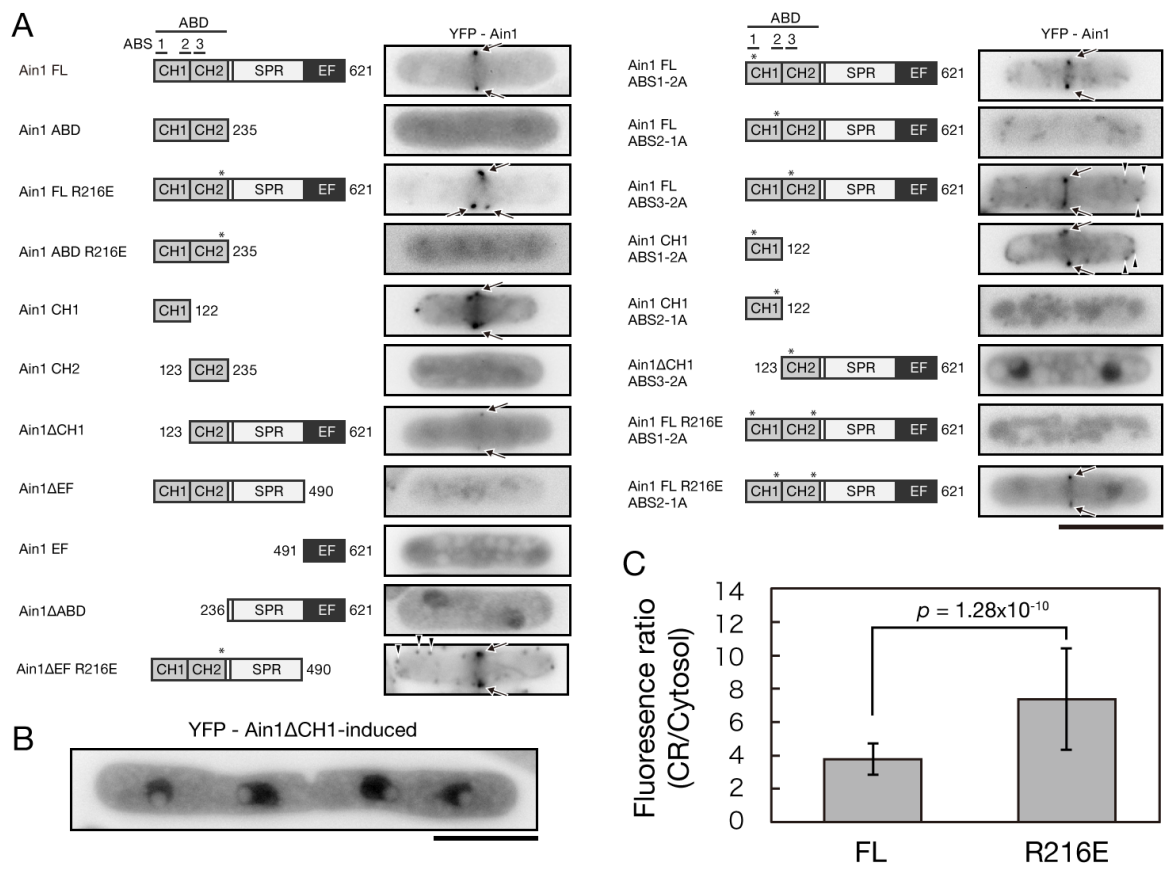 A
ABD
ABS 1 2 3
YFP - Ain1
Ain1 FL
CH1 CH2 SPR EF 621
Ain1 ABD
CH1 CH2 235
Ain1 FL R216E
*
CH1 CH2 SPR EF 621
Ain1 ABD R216E
*
CH1 CH2 235
Ain1 CH1
CH1 122
Ain1 CH2
123 CH2 235
Ain1ΔCH1
123 CH2 SPR EF 621
Ain1ΔEF
CH1 CH2 SPR 490
Ain1 EF
491 EF 621
Ain1ΔABD
236 SPR EF 621
Ain1ΔEF R216E
*
CH1 CH2 SPR 490
ABD
ABS 1 2 3
YFP - Ain1
Ain1 FL
ABS1-2A
*
CH1 CH2 SPR EF 621
Ain1 FL
ABS2-1A
*
CH1 CH2 SPR EF 621
Ain1 FL
ABS3-2A
*
CH1 CH2 SPR EF 621
Ain1 CH1
ABS1-2A
*
CH1 122
Ain1 CH1
ABS2-1A
*
CH1 122
Ain1ΔCH1
ABS3-2A
*
123 CH2 SPR EF 621
Ain1 FL R216E
ABS1-2A
* *
CH1 CH2 SPR EF 621
Ain1 FL R216E
ABS2-1A
* *
CH1 CH2 SPR EF 621
B
YFP - Ain1ΔCH1-induced
C
Fluoresence ratio
(CR/Cytosol)
14
12
10
8
6
4
2
0
p = 1.28x10⁻¹⁰
FL R216E